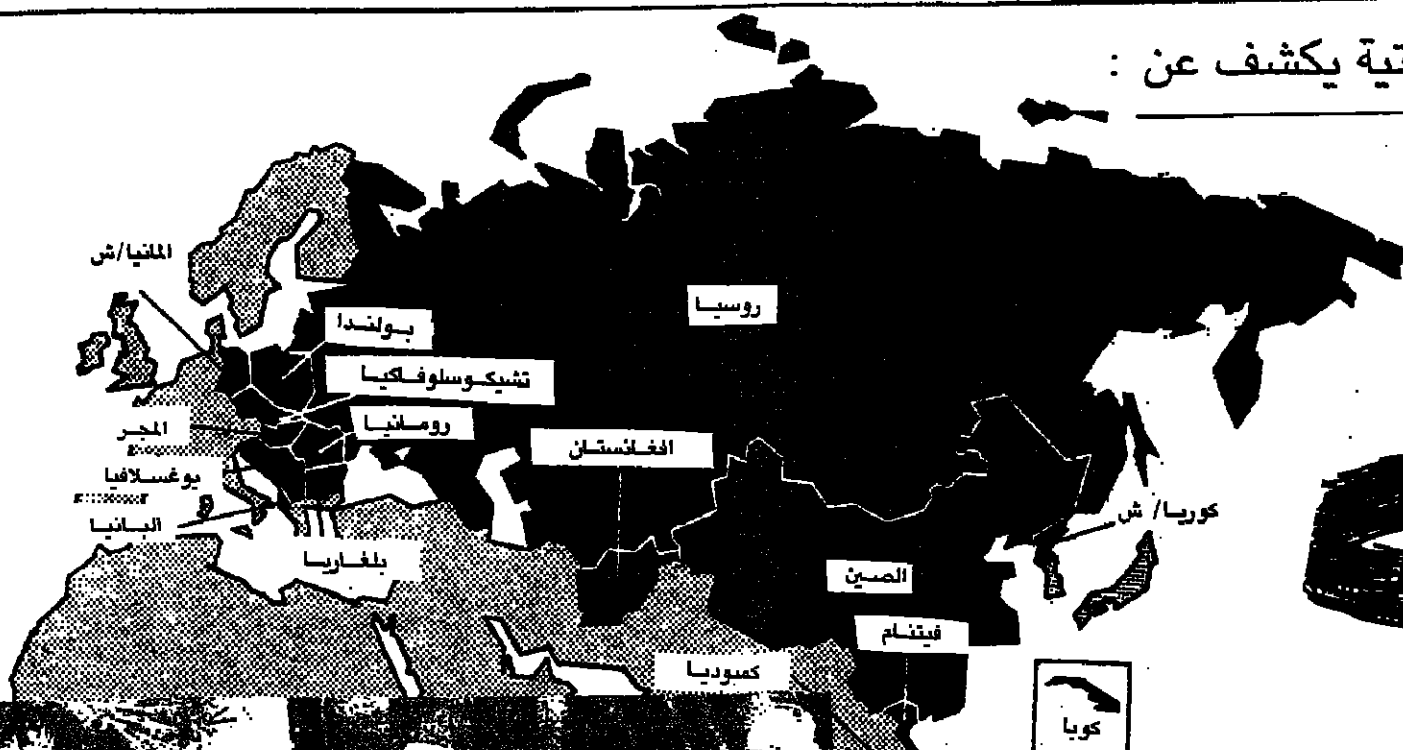 تية يكشف عن :
المانيا/ش
روسيا
بولندا
تشيكوسلوفاكيا
رومانيا
المجر
افغانستان
يوغسلافيا
البانيا
كوريا/ ش
بلغاريا
الصين
فيتنام
كمبوديا
كوبا